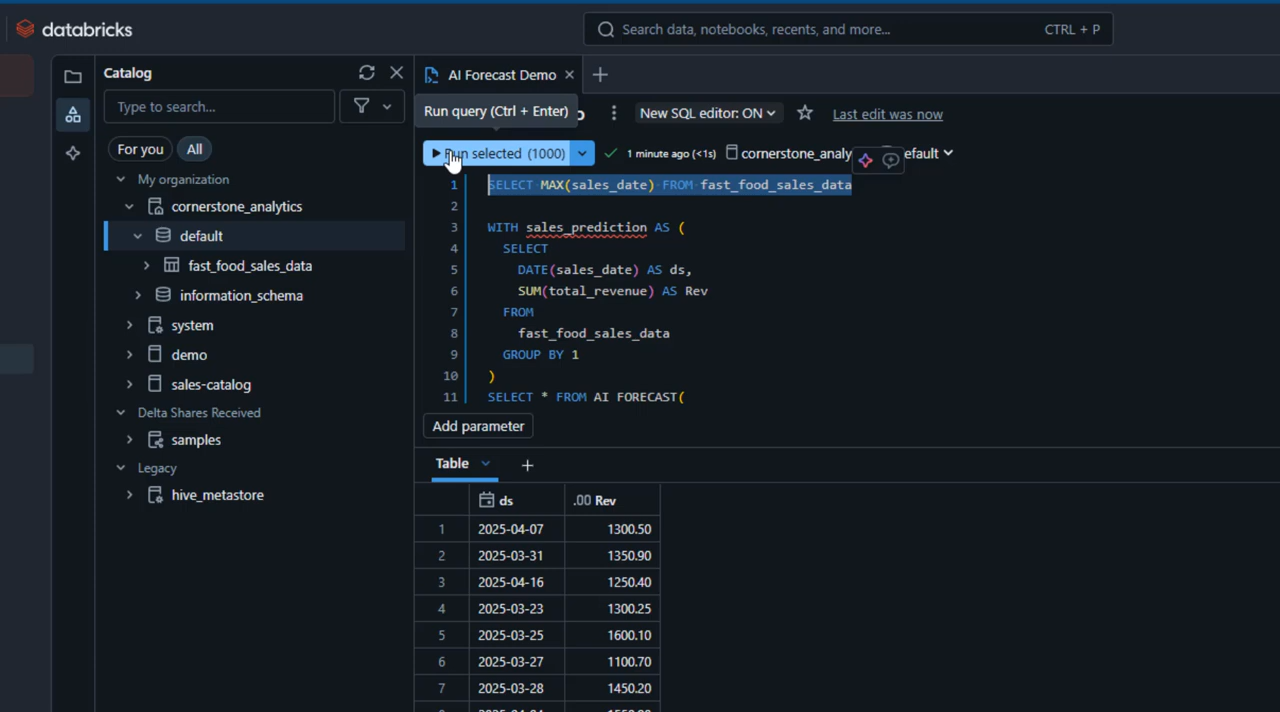 databricks
Search data, notebooks, recents, and more... CTRL + P
Catalog
AI Forecast Demo
Type to search...
Run query (Ctrl + Enter)
New SQL editor: ON
Last edit was now
For you All
Run selected (1000)
1 minute ago (<1s)
cornerstone_analy
efault
My organization
cornerstone_analytics
default
fast_food_sales_data
information_schema
system
demo
sales-catalog
Delta Shares Received
samples
Legacy
hive_metastore
1 SELECT MAX(sales_date) FROM fast_food_sales_data
2
3 WITH sales_prediction AS (
4 SELECT
5 DATE(sales_date) AS ds,
6 SUM(total_revenue) AS Rev
7 FROM
8 fast_food_sales_data
9 GROUP BY 1
10 )
11 SELECT * FROM AI FORECAST(
Add parameter
Table
ds .00 Rev
1 2025-04-07 1300.50
2 2025-03-31 1350.90
3 2025-04-16 1250.40
4 2025-03-23 1300.25
5 2025-03-25 1600.10
6 2025-03-27 1100.70
7 2025-03-28 1450.20